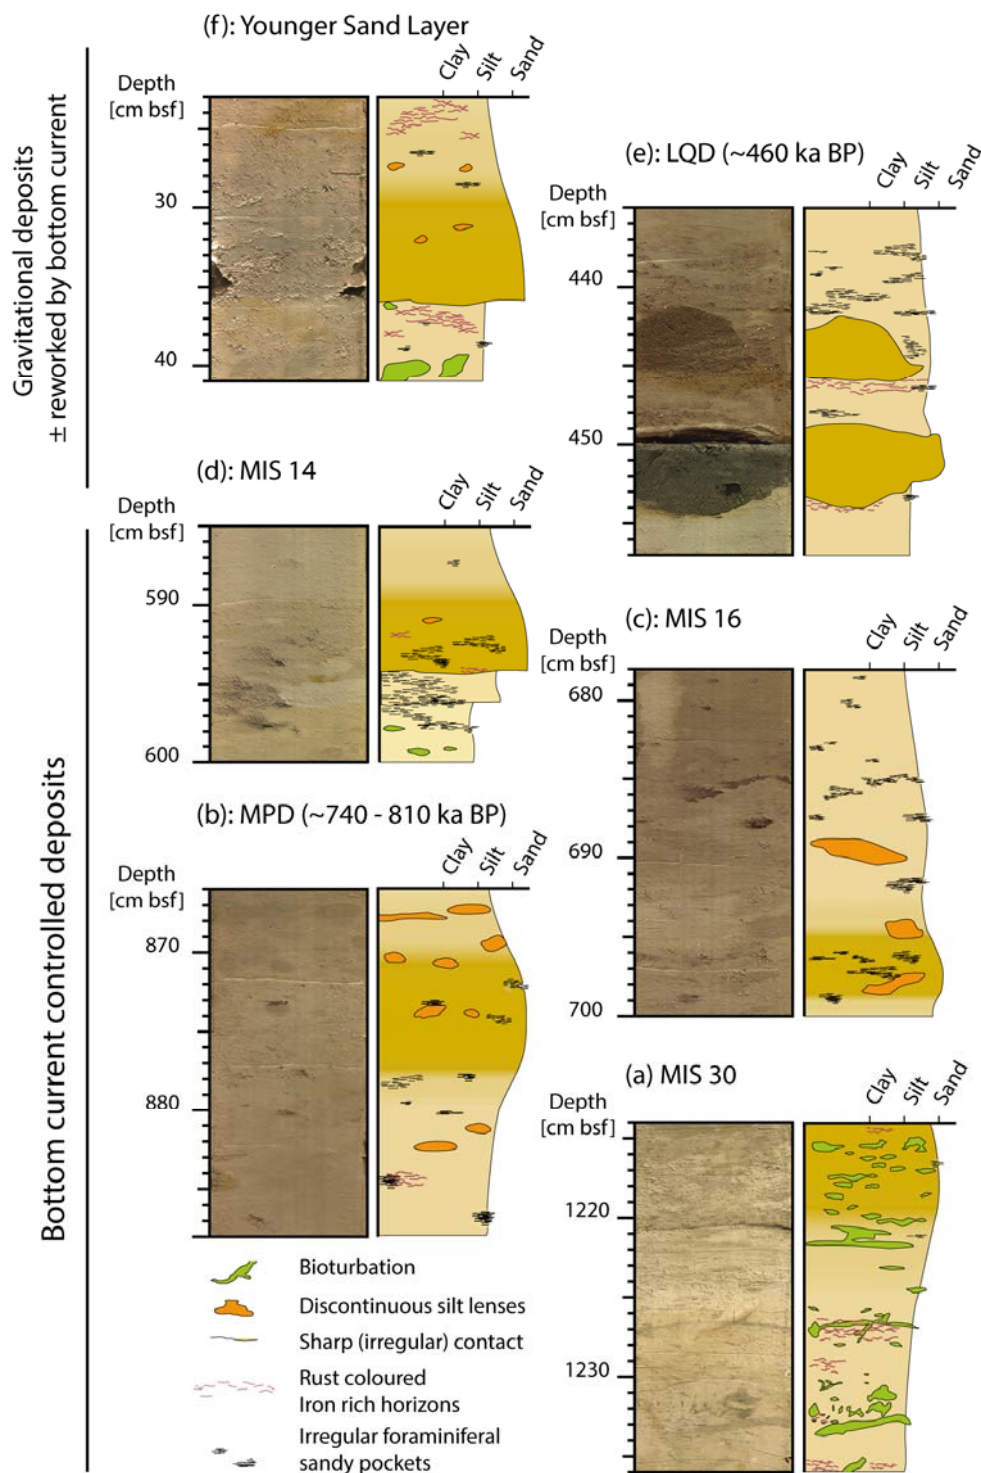 (f): Younger Sand Layer
Clay
Silt
Sand
Depth
[cm bsf]
30
40
Gravitational deposits
± reworked by bottom current
(e): LQD (~460 ka BP)
Clay
Silt
Sand
Depth
[cm bsf]
440
450
(d): MIS 14
Clay
Silt
Sand
Depth
[cm bsf]
590
600
(c): MIS 16
Clay
Silt
Sand
Depth
[cm bsf]
680
690
700
(b): MPD (~740 - 810 ka BP)
Clay
Silt
Sand
Depth
[cm bsf]
870
880
(a) MIS 30
Clay
Silt
Sand
Depth
[cm bsf]
1220
1230
Bottom current controlled deposits
Bioturbation
Discontinuous silt lenses
Sharp (irregular) contact
Rust coloured
Iron rich horizons
Irregular foraminiferal
sandy pockets